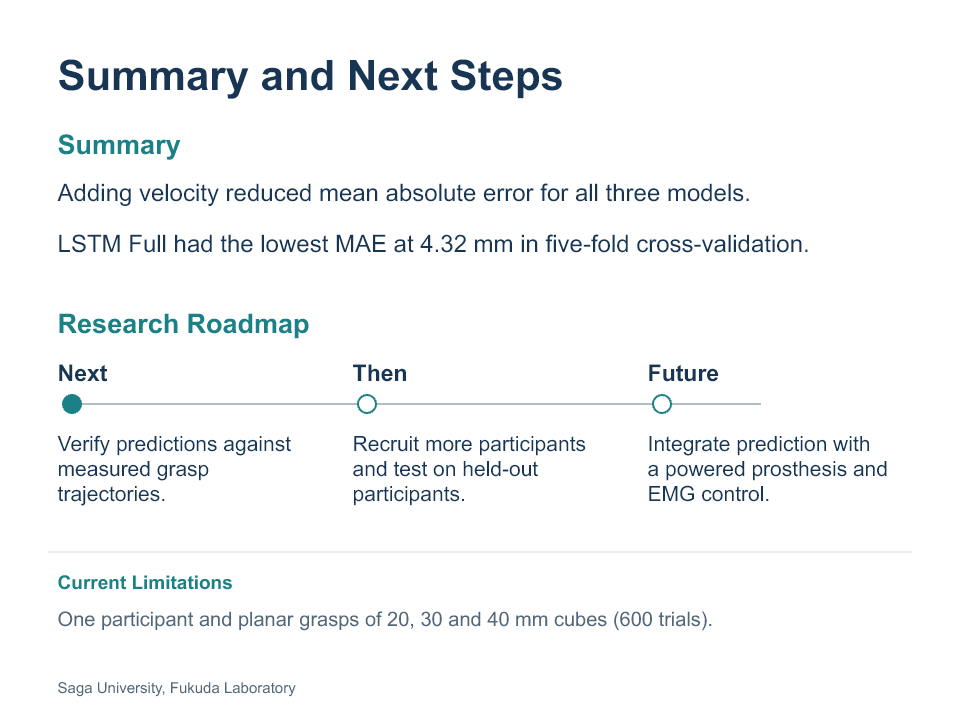 Summary and Next Steps
Summary
Adding velocity reduced mean absolute error for all three models.
LSTM Full had the lowest MAE at 4.32 mm in five-fold cross-validation.
Research Roadmap
Next
Verify predictions against
measured grasp
trajectories.
Then
Recruit more participants
and test on held-out
participants.
Future
Integrate prediction with
a powered prosthesis and
EMG control.
Current Limitations
One participant and planar grasps of 20, 30 and 40 mm cubes (600 trials).
Saga University, Fukuda Laboratory